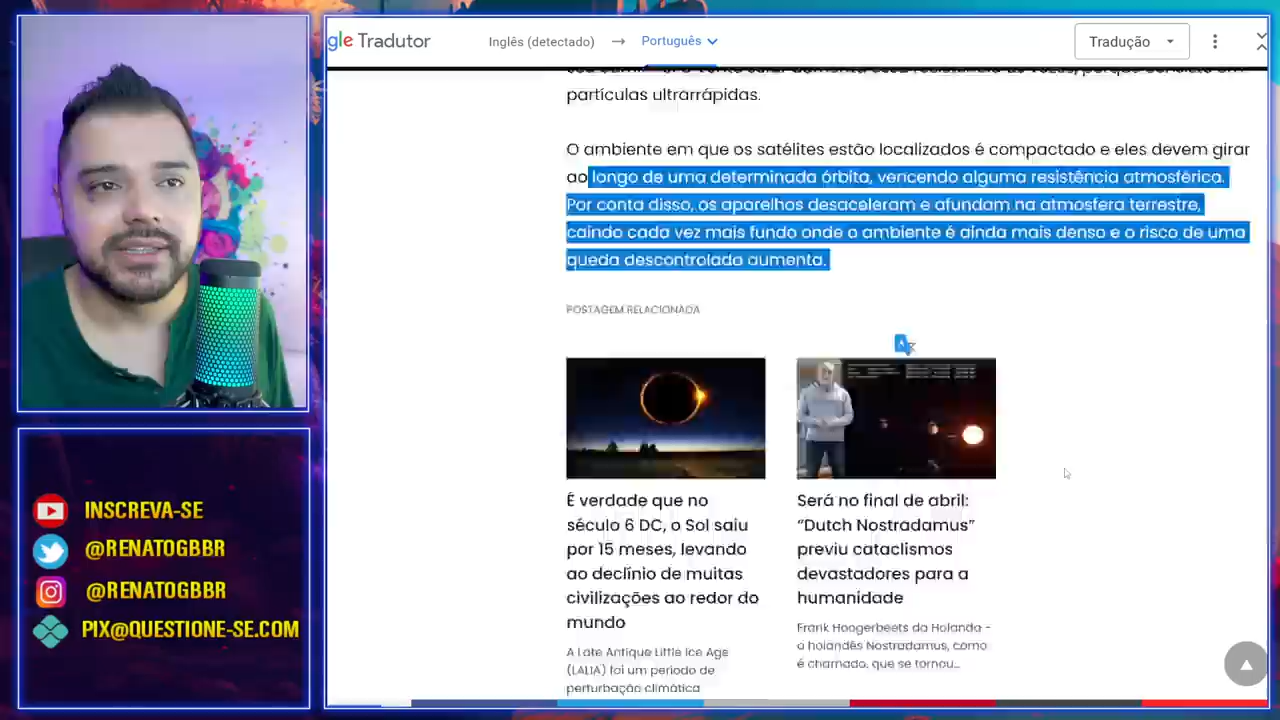 gle Tradutor
Inglês (detectado) → Português
Tradução
partículas ultrarrápidas.
O ambiente em que os satélites estão localizados é compactado e eles devem girar
ao longo de uma determinada órbita, vencendo alguma resistência atmosférica.
Por conta disso, os aparelhos desaceleram e afundam na atmosfera terrestre,
caindo cada vez mais fundo onde o ambiente é ainda mais denso e o risco de uma
queda descontrolada aumenta.
POSTAGEM RELACIONADA
É verdade que no
século 6 DC, o Sol saiu
por 15 meses, levando
ao declínio de muitas
civilizações ao redor do
mundo
A Late Antique Little Ice Age
(LALIA) foi um período de
perturbação climática
Será no final de abril:
“Dutch Nostradamus”
previu cataclismos
devastadores para a
humanidade
Frank Hoogerbeets da Holanda -
o holandês Nostradamus, como
é chamado, que se tornou...
INSCREVA-SE
@RENATOGBBR
@RENATOGBBR
PIX@QUESTIONE-SE.COM